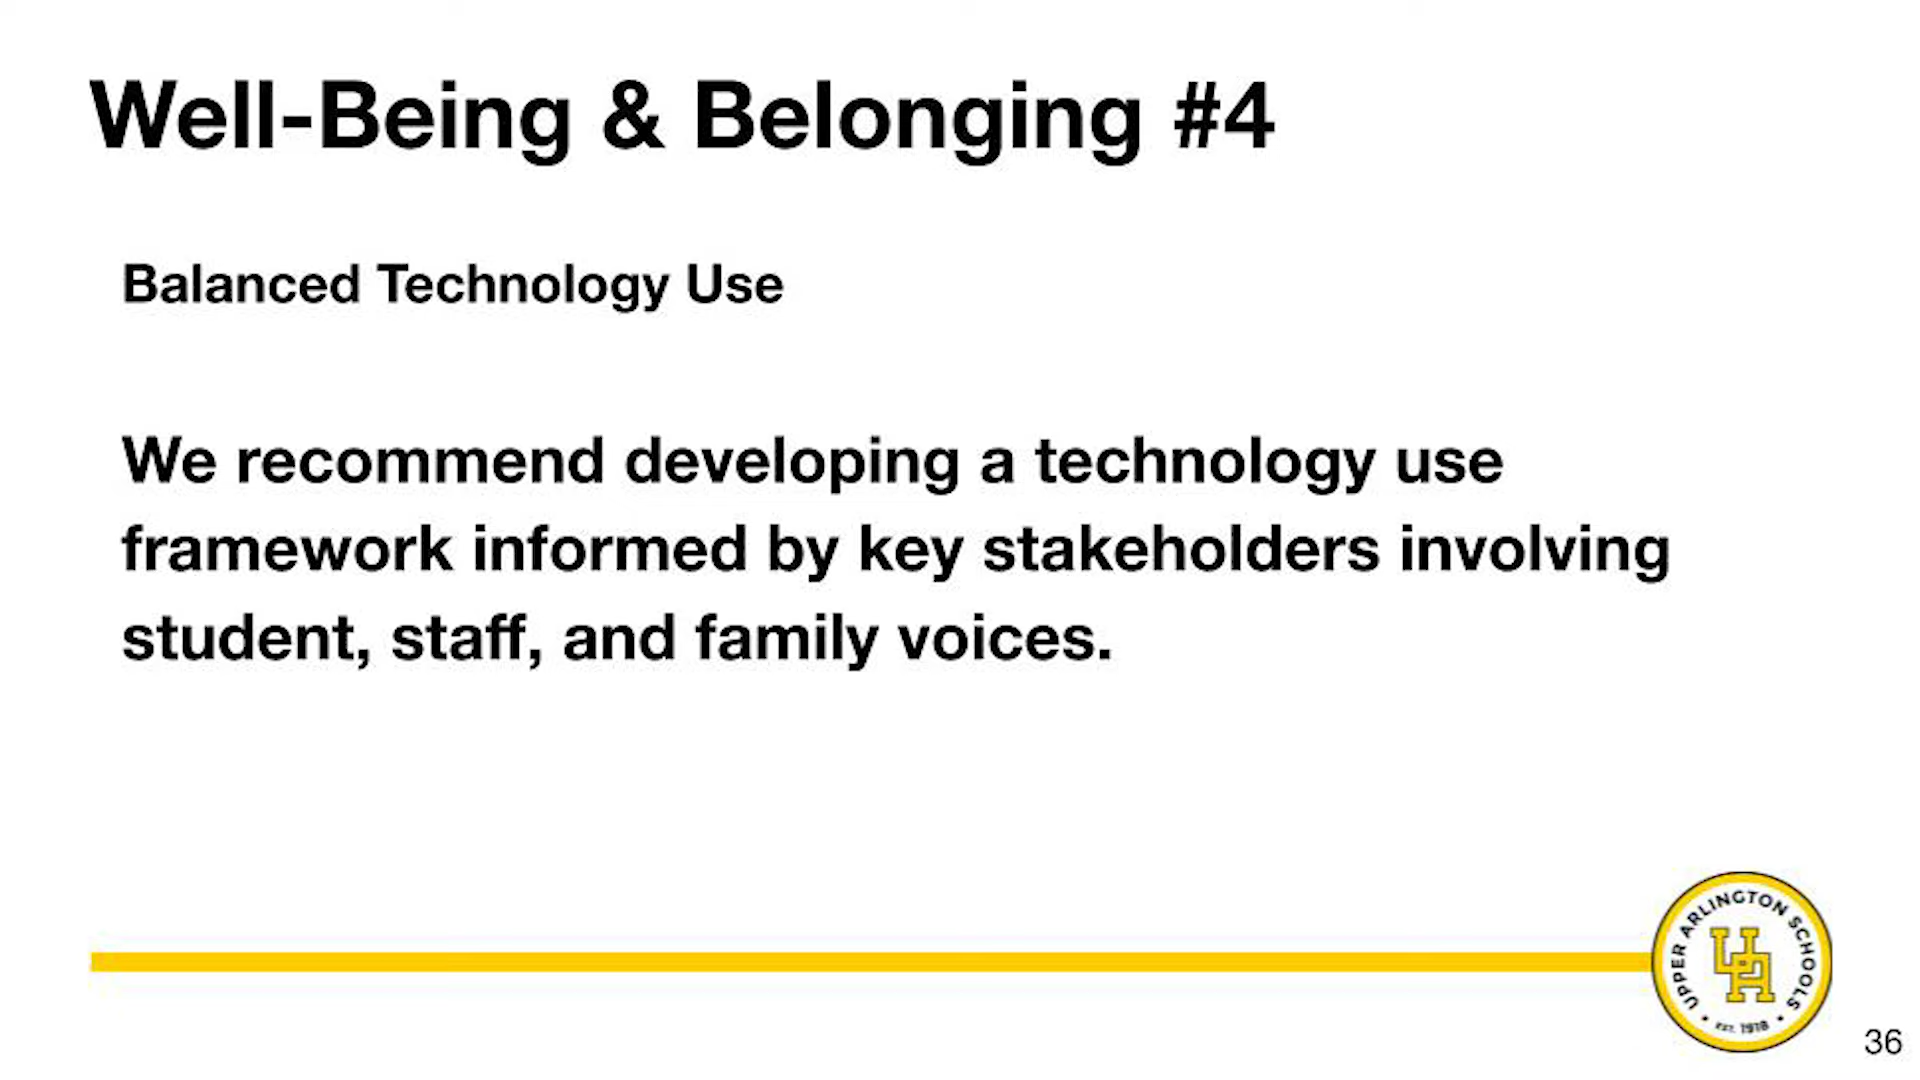 Well-Being & Belonging #4
Balanced Technology Use
We recommend developing a technology use
framework informed by key stakeholders involving
student, staff, and family voices.
UPPER ARLINGTON SCHOOLS
UA
• EST. 1918 •
36